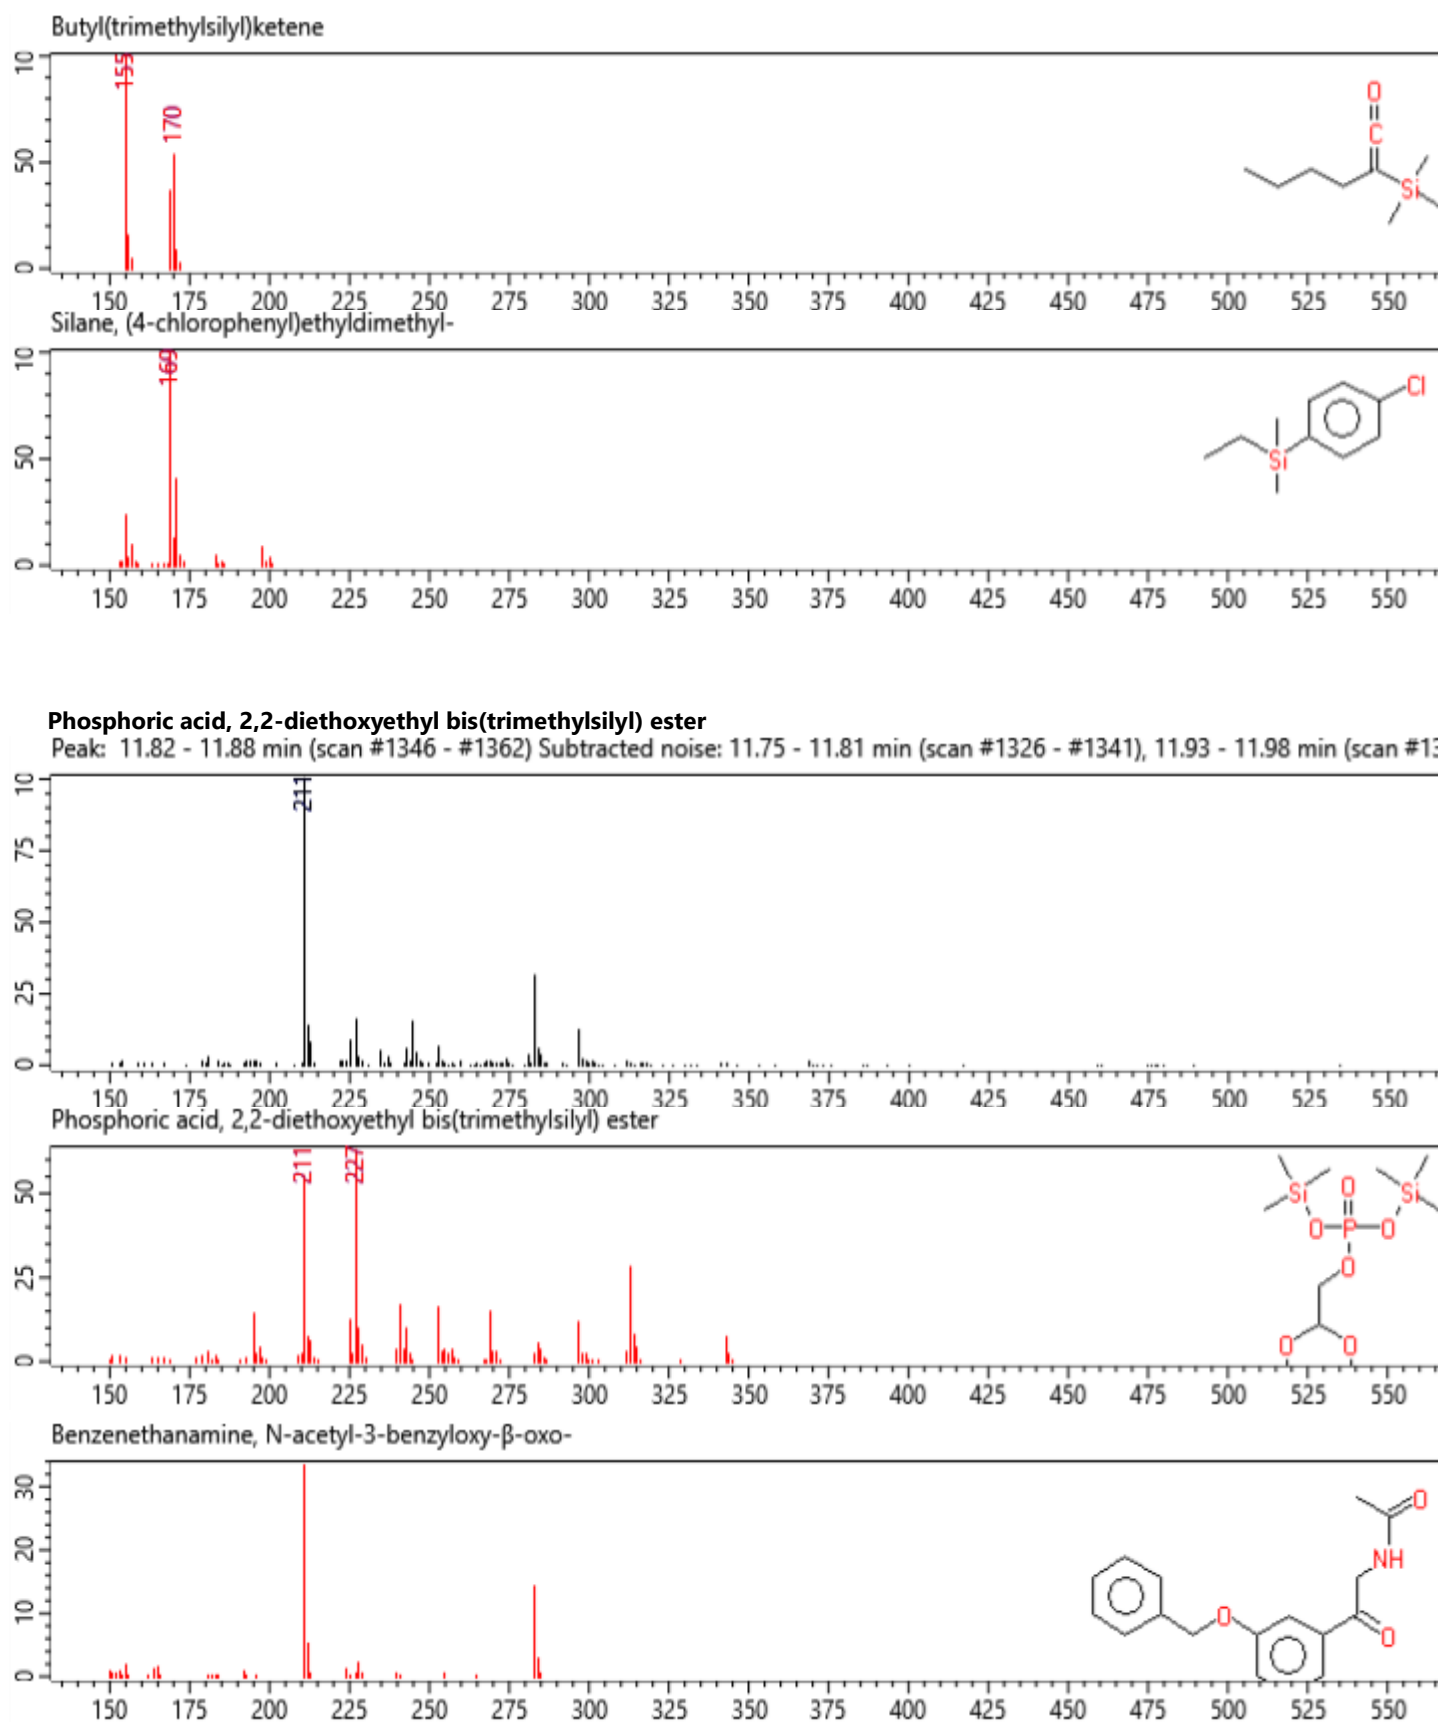 Butyl(trimethylsilyl)ketene
10
50
0
155
170
O
C
Si
150 175 200 225 250 275 300 325 350 375 400 425 450 475 500 525 550
Silane, (4-chlorophenyl)ethyldimethyl-
10
50
0
169
Cl
Si
150 175 200 225 250 275 300 325 350 375 400 425 450 475 500 525 550
Phosphoric acid, 2,2-diethoxyethyl bis(trimethylsilyl) ester
Peak: 11.82 - 11.88 min (scan #1346 - #1362) Subtracted noise: 11.75 - 11.81 min (scan #1326 - #1341), 11.93 - 11.98 min (scan #13
10
75
50
25
0
211
150 175 200 225 250 275 300 325 350 375 400 425 450 475 500 525 550
Phosphoric acid, 2,2-diethoxyethyl bis(trimethylsilyl) ester
50
25
0
211
227
Si O Si
O P O
O
O O
150 175 200 225 250 275 300 325 350 375 400 425 450 475 500 525 550
Benzenethanamine, N-acetyl-3-benzyloxy-β-oxo-
30
20
10
0
O
NH
O
O
150 175 200 225 250 275 300 325 350 375 400 425 450 475 500 525 550